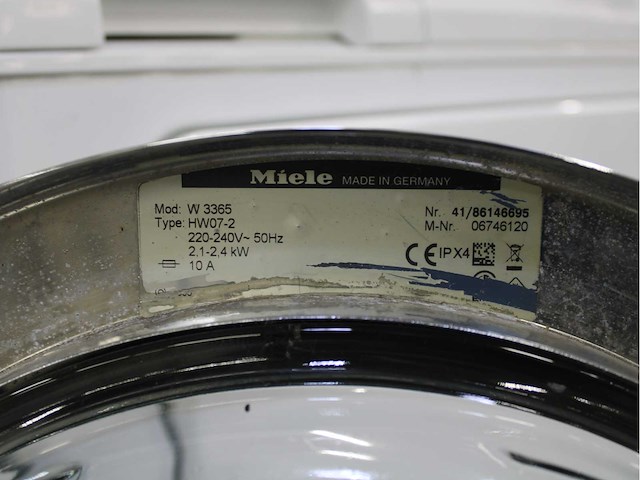 Miele MADE IN GERMANY
Mod: W 3365
Type: HW07-2
220-240V~ 50Hz
2,1-2,4 kW
10 A
Nr. 41/86146695
M-Nr. 06746120
CE IPX4